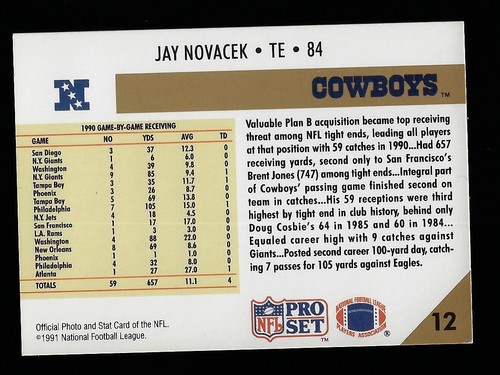 JAY NOVACEK • TE • 84
N
COWBOYS™
1990 GAME-BY-GAME RECEIVING
GAME NO YDS AVG TD
San Diego 3 37 12.3 0
N.Y. Giants 1 6 6.0 0
Washington 4 39 9.8 0
N.Y. Giants 9 85 9.4 1
Tampa Bay 3 35 11.7 1
Phoenix 3 26 8.7 0
Tampa Bay 5 69 13.8 0
Philadelphia 7 105 15.0 1
N.Y. Jets 4 18 4.5 0
San Francisco 1 17 17.0 0
L.A. Rams 1 3 3.0 0
Washington 4 88 22.0 0
New Orleans 8 69 8.6 0
Phoenix 1 1 1.0 0
Philadelphia 4 32 8.0 0
Atlanta 1 27 27.0 1
TOTALS 59 657 11.1 4
Valuable Plan B acquisition became top receiving
threat among NFL tight ends, leading all players
at that position with 59 catches in 1990...Had 657
receiving yards, second only to San Francisco's
Brent Jones (747) among tight ends...Integral part
of Cowboys' passing game finished second on
team in catches...His 59 receptions were third
highest by tight end in club history, behind only
Doug Cosbie's 64 in 1985 and 60 in 1984...
Equaled career high with 9 catches against
Giants...Posted second career 100-yard day, catch-
ing 7 passes for 105 yards against Eagles.
Official Photo and Stat Card of the NFL.
©1991 National Football League.
NFL
PRO
SET™
NATIONAL FOOTBALL LEAGUE
PLAYERS ASSOCIATION
®
12